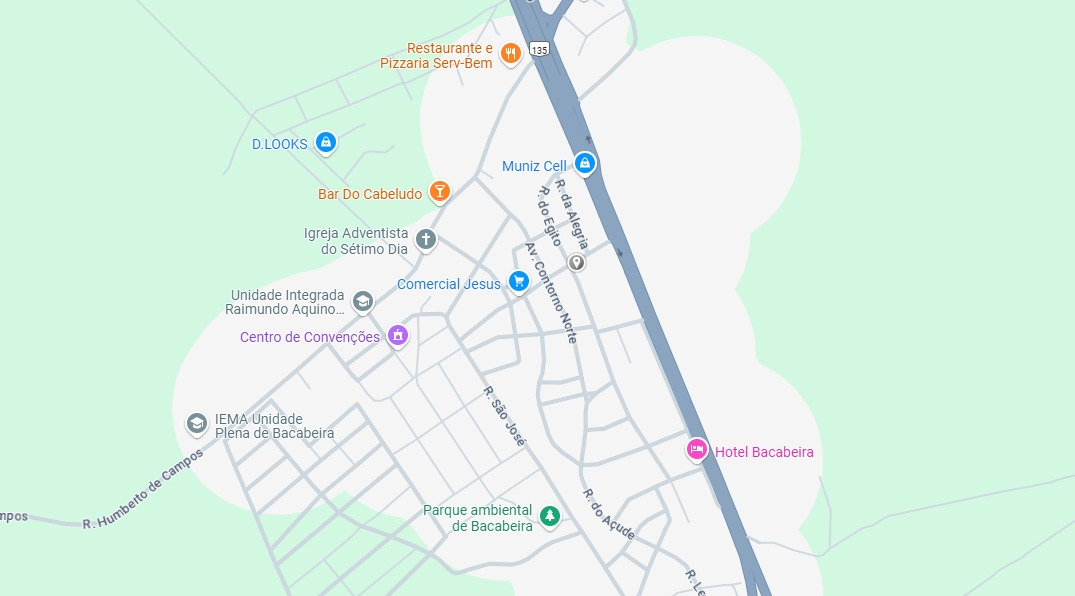 Restaurante e
Pizzaria Serv-Bem
135
D.LOOKS
Muniz Cell
Bar Do Cabeludo
R. da Alegria
R. do Egito
Igreja Adventista
do Sétimo Dia
Av. Contorno Norte
Comercial Jesus
Unidade Integrada
Raimundo Aquino...
Centro de Convenções
R. São José
IEMA Unidade
Plena de Bacabeira
Hotel Bacabeira
R. Humberto de Campos
mpos
Parque ambiental
de Bacabeira
R. do Açude
R. Le